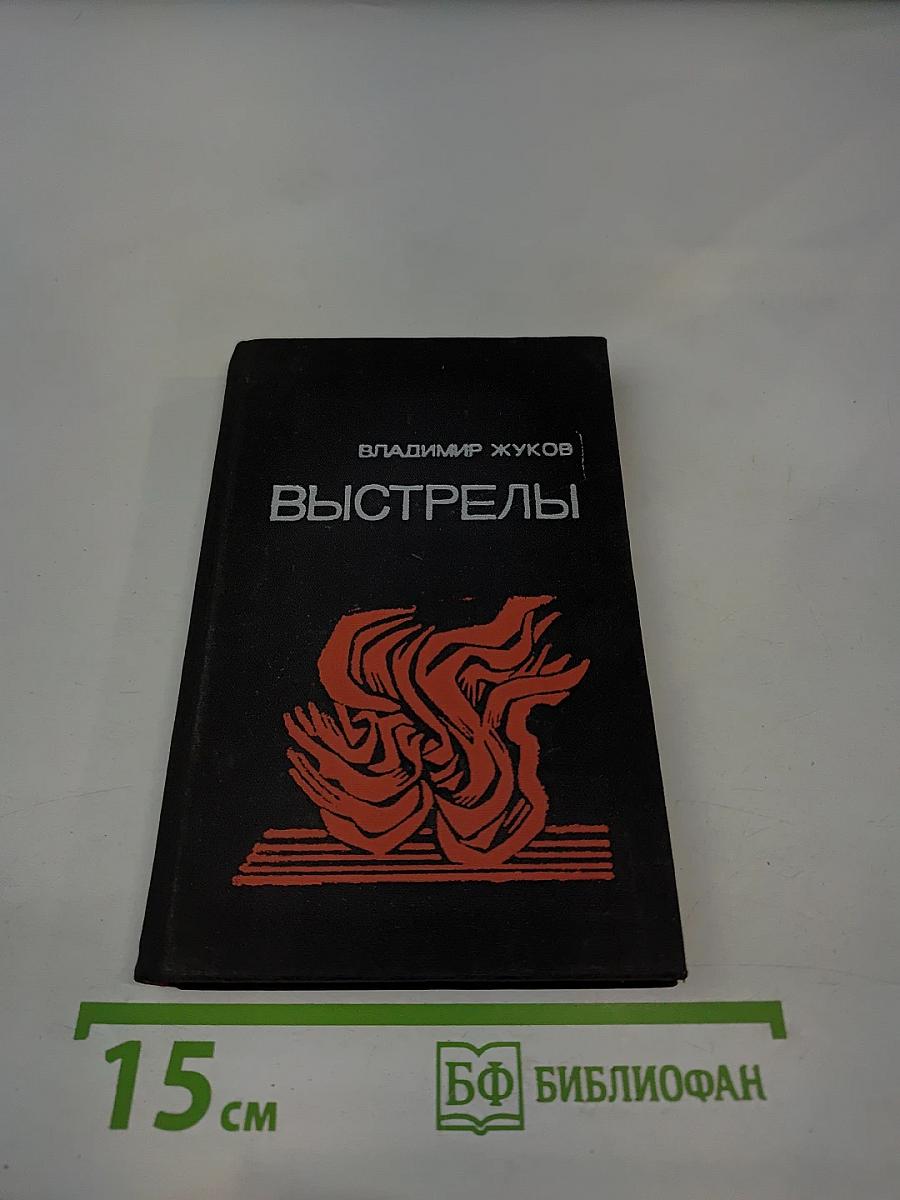 ВЛАДИМИР ЖУКОВ
ВЫСТРЕЛЫ
15 см
БФ БИБЛИОФАН